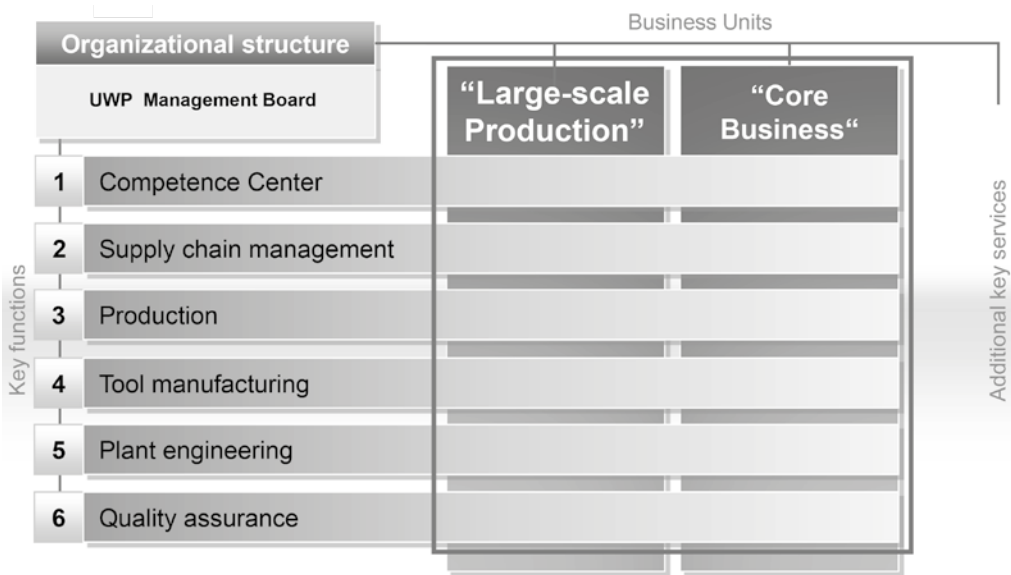 Business Units
Organizational structure
UWP Management Board
“Large-scale
Production”
“Core
Business“
1 Competence Center
2 Supply chain management
3 Production
4 Tool manufacturing
5 Plant engineering
6 Quality assurance
Key functions
Additional key services